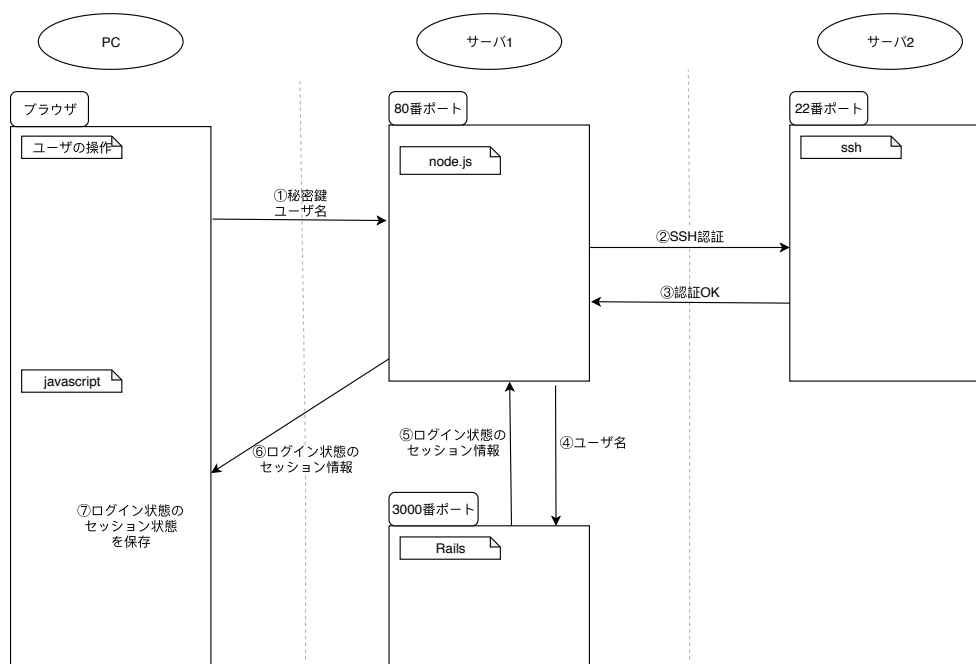 PC
サーバ1
サーバ2
ブラウザ
80番ポート
22番ポート
ユーザの操作
node.js
ssh
①秘密鍵
ユーザ名
②SSH認証
③認証OK
javascript
⑤ログイン状態の
セッション情報
④ユーザ名
⑥ログイン状態の
セッション情報
⑦ログイン状態の
セッション状態
を保存
3000番ポート
Rails